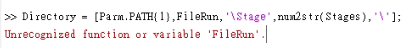 >> Directory = [Parm.PATH{1},FileRun,'\Stage',num2str(Stages),'\'];
Unrecognized function or variable 'FileRun'.